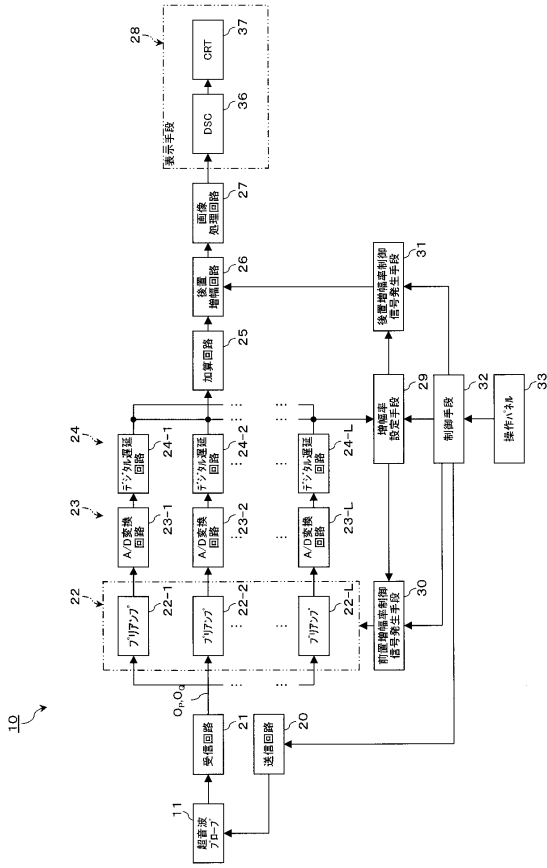 10
超音波
プローブ
11
受信回路
21
送信回路
20
OP,OQ
22
プリアンプ
22-1
プリアンプ
22-2
... ...
プリアンプ
22-L
23
A/D変換
回路
23-1
A/D変換
回路
23-2
...
A/D変換
回路
23-L
24
デジタル遅延
回路
24-1
デジタル遅延
回路
24-2
...
デジタル遅延
回路
24-L
... ...
加算回路
25
後置
増幅回路
26
画像
処理回路
27
28
表示手段
DSC
36
CRT
37
前置増幅率制御
信号発生手段
30
増幅率
設定手段
29
後置増幅率制御
信号発生手段
31
制御手段
32
操作パネル
33